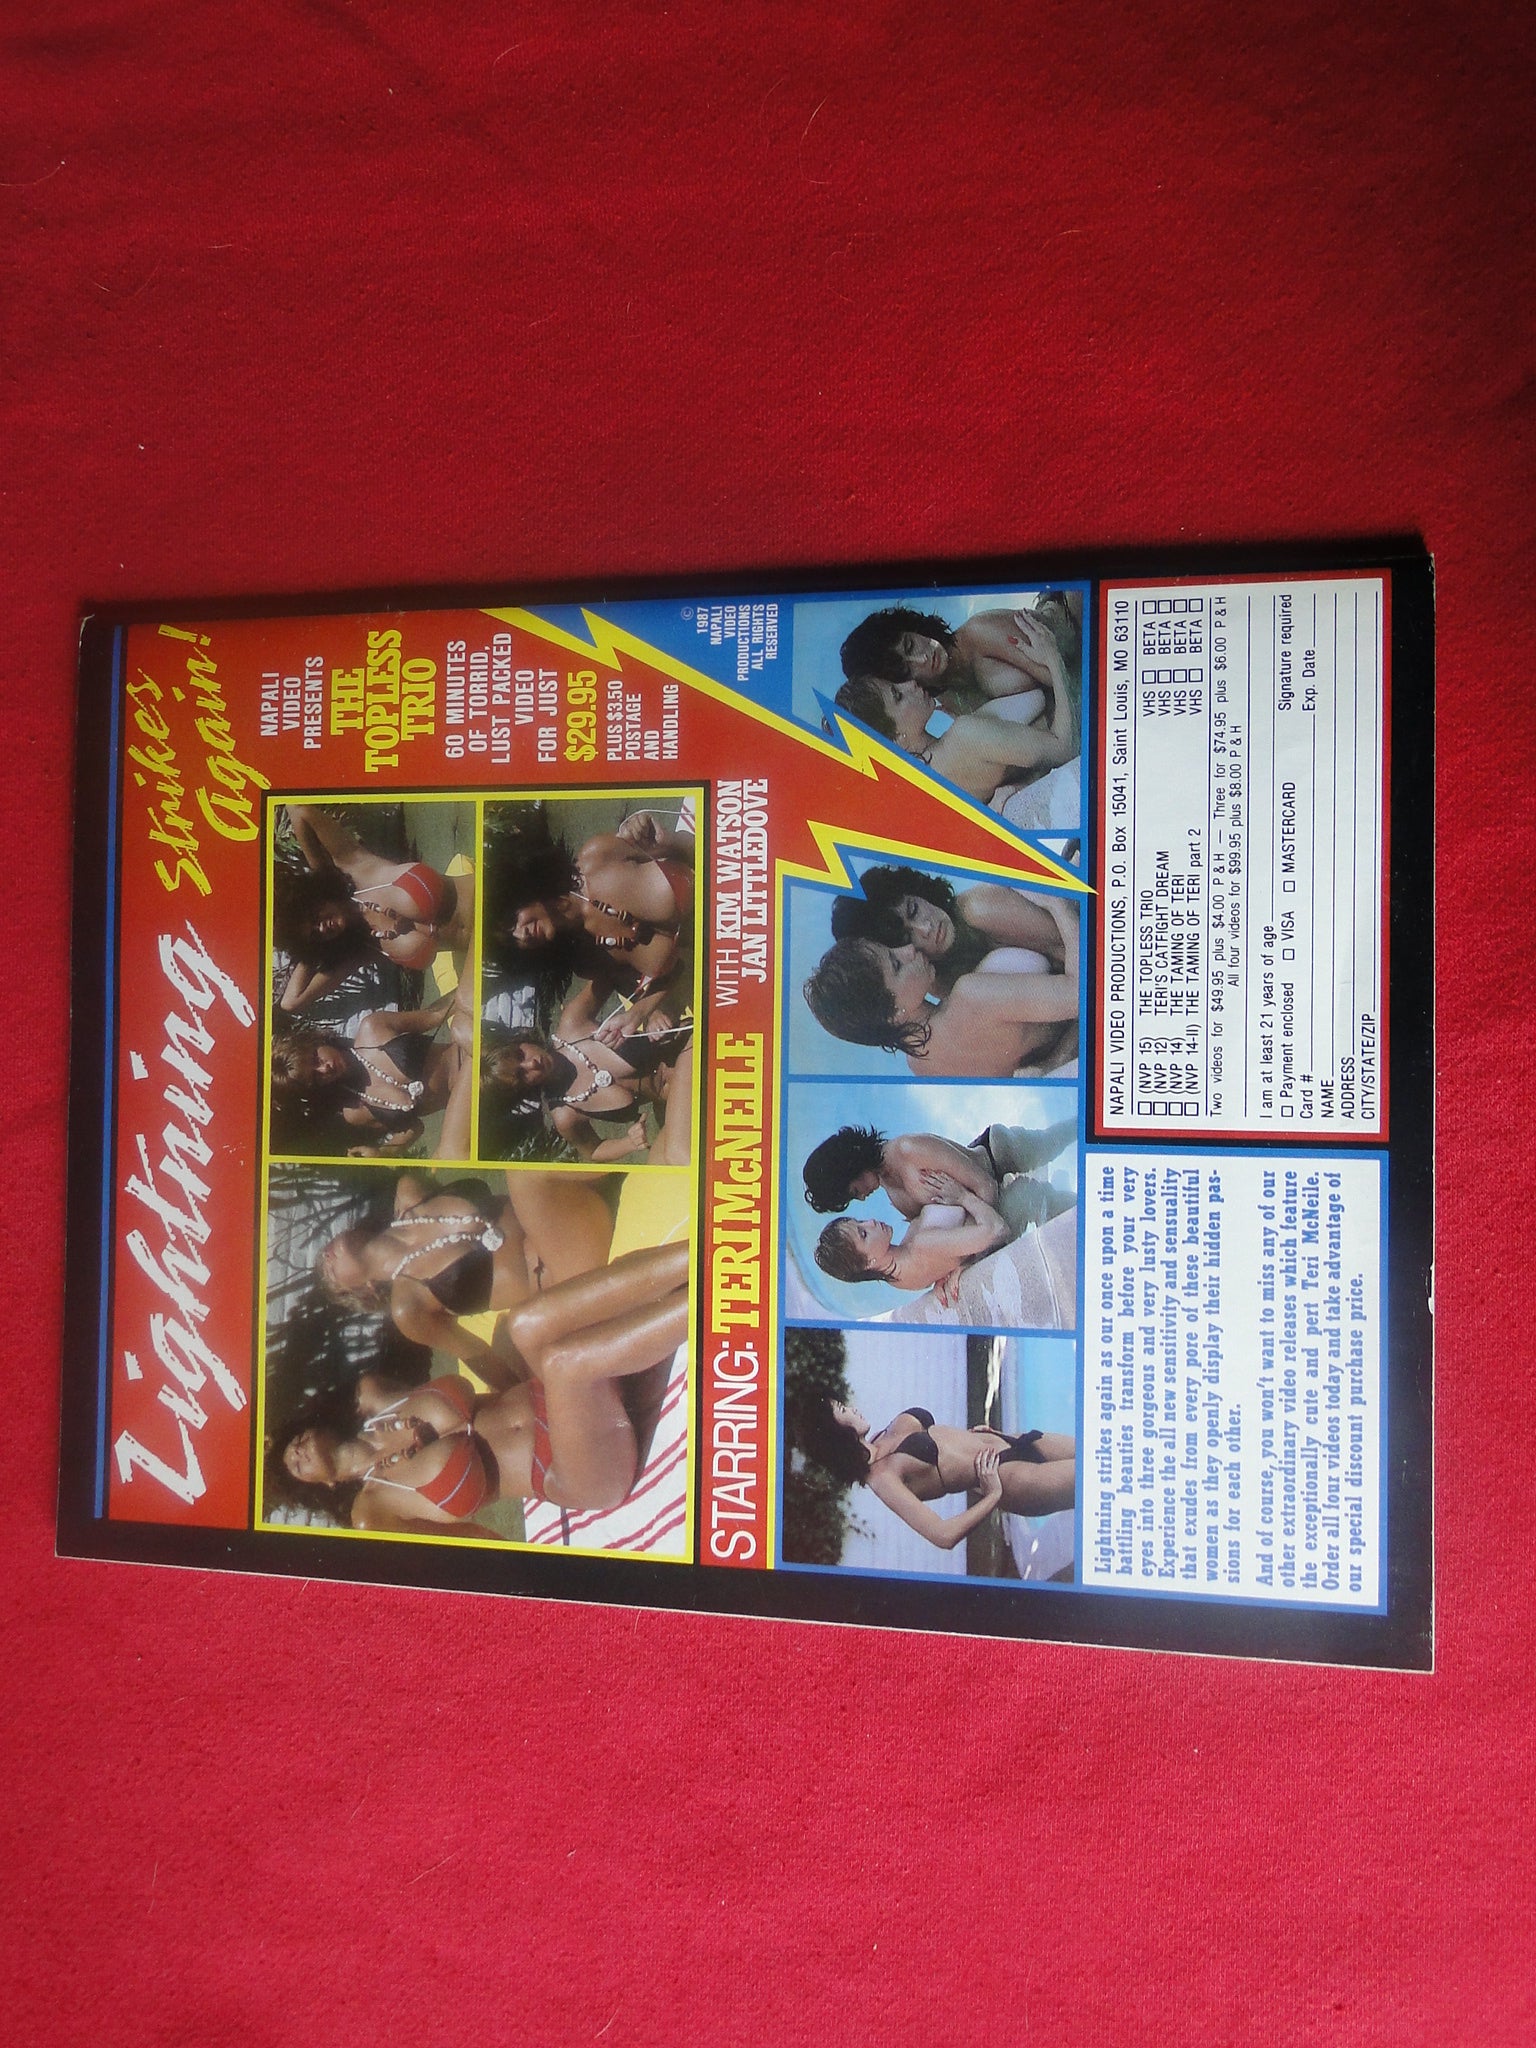 Lightning strikes
again!
NAPALI
VIDEO
PRESENTS
THE
TOPLESS
TRIO
60 MINUTES
OF TORRID,
LUST PACKED
VIDEO
FOR JUST
$29.95
PLUS $3.50
POSTAGE
AND
HANDLING
STARRING: TERI McNEILE WITH KIM WATSON
JAN LITTLEDOVE
©
1987
NAPALI
VIDEO
PRODUCTIONS
ALL RIGHTS
RESERVED
Lightning strikes again as our once upon a time
battling beauties transform before your very
eyes into three gorgeous and very lusty lovers.
Experience the all new sensitivity and sensuality
that exudes from every pore of these beautiful
women as they openly display their hidden pas-
sions for each other.
And of course, you won't want to miss any of our
other extraordinary video releases which feature
the exceptionally cute and pert Teri McNeile.
Order all four videos today and take advantage of
our special discount purchase price.
NAPALI VIDEO PRODUCTIONS, P.O. Box 15041, Saint Louis, MO 63110
(NVP 15) THE TOPLESS TRIO VHS BETA
(NVP 12) TERI'S CATFIGHT DREAM VHS BETA
(NVP 14) THE TAMING OF TERI VHS BETA
(NVP 14-II) THE TAMING OF TERI part 2 VHS BETA
Two videos for $49.95 plus $4.00 P & H — Three for $74.95 plus $6.00 P & H
All four videos for $99.95 plus $8.00 P & H
I am at least 21 years of age Signature required
Payment enclosed VISA MASTERCARD
Card # Exp. Date
NAME
ADDRESS
CITY/STATE/ZIP